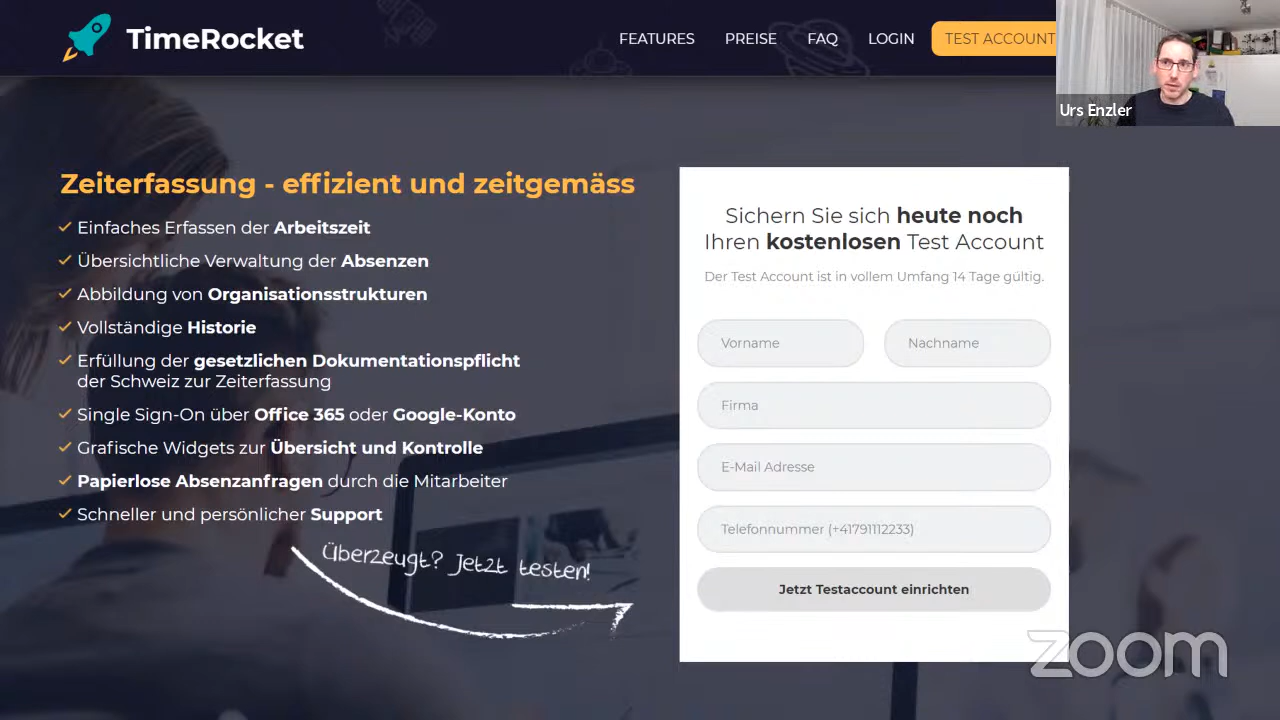 TimeRocket
FEATURES
PREISE
FAQ
LOGIN
TEST ACCOUNT
Urs Enzler
Zeiterfassung - effizient und zeitgemäss
Einfaches Erfassen der Arbeitszeit
Übersichtliche Verwaltung der Absenzen
Abbildung von Organisationsstrukturen
Vollständige Historie
Erfüllung der gesetzlichen Dokumentationspflicht
der Schweiz zur Zeiterfassung
Single Sign-On über Office 365 oder Google-Konto
Grafische Widgets zur Übersicht und Kontrolle
Papierlose Absenzanfragen durch die Mitarbeiter
Schneller und persönlicher Support
Überzeugt? Jetzt testen!
Sichern Sie sich heute noch
Ihren kostenlosen Test Account
Der Test Account ist in vollem Umfang 14 Tage gültig.
Vorname
Nachname
Firma
E-Mail Adresse
Telefonnummer (+41791112233)
Jetzt Testaccount einrichten
zoom